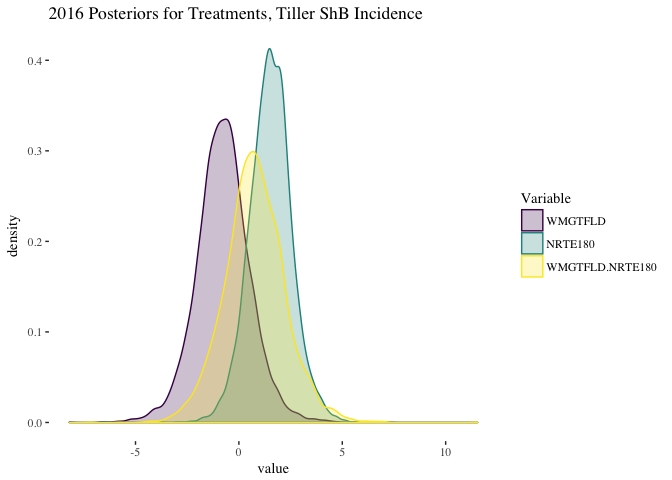 2016 Posteriors for Treatments, Tiller ShB Incidence
0.4
0.3
0.2
0.1
0.0
density
-5
0
5
10
value
Variable
WMGTFLD
NRTE180
WMGTFLD.NRTE180